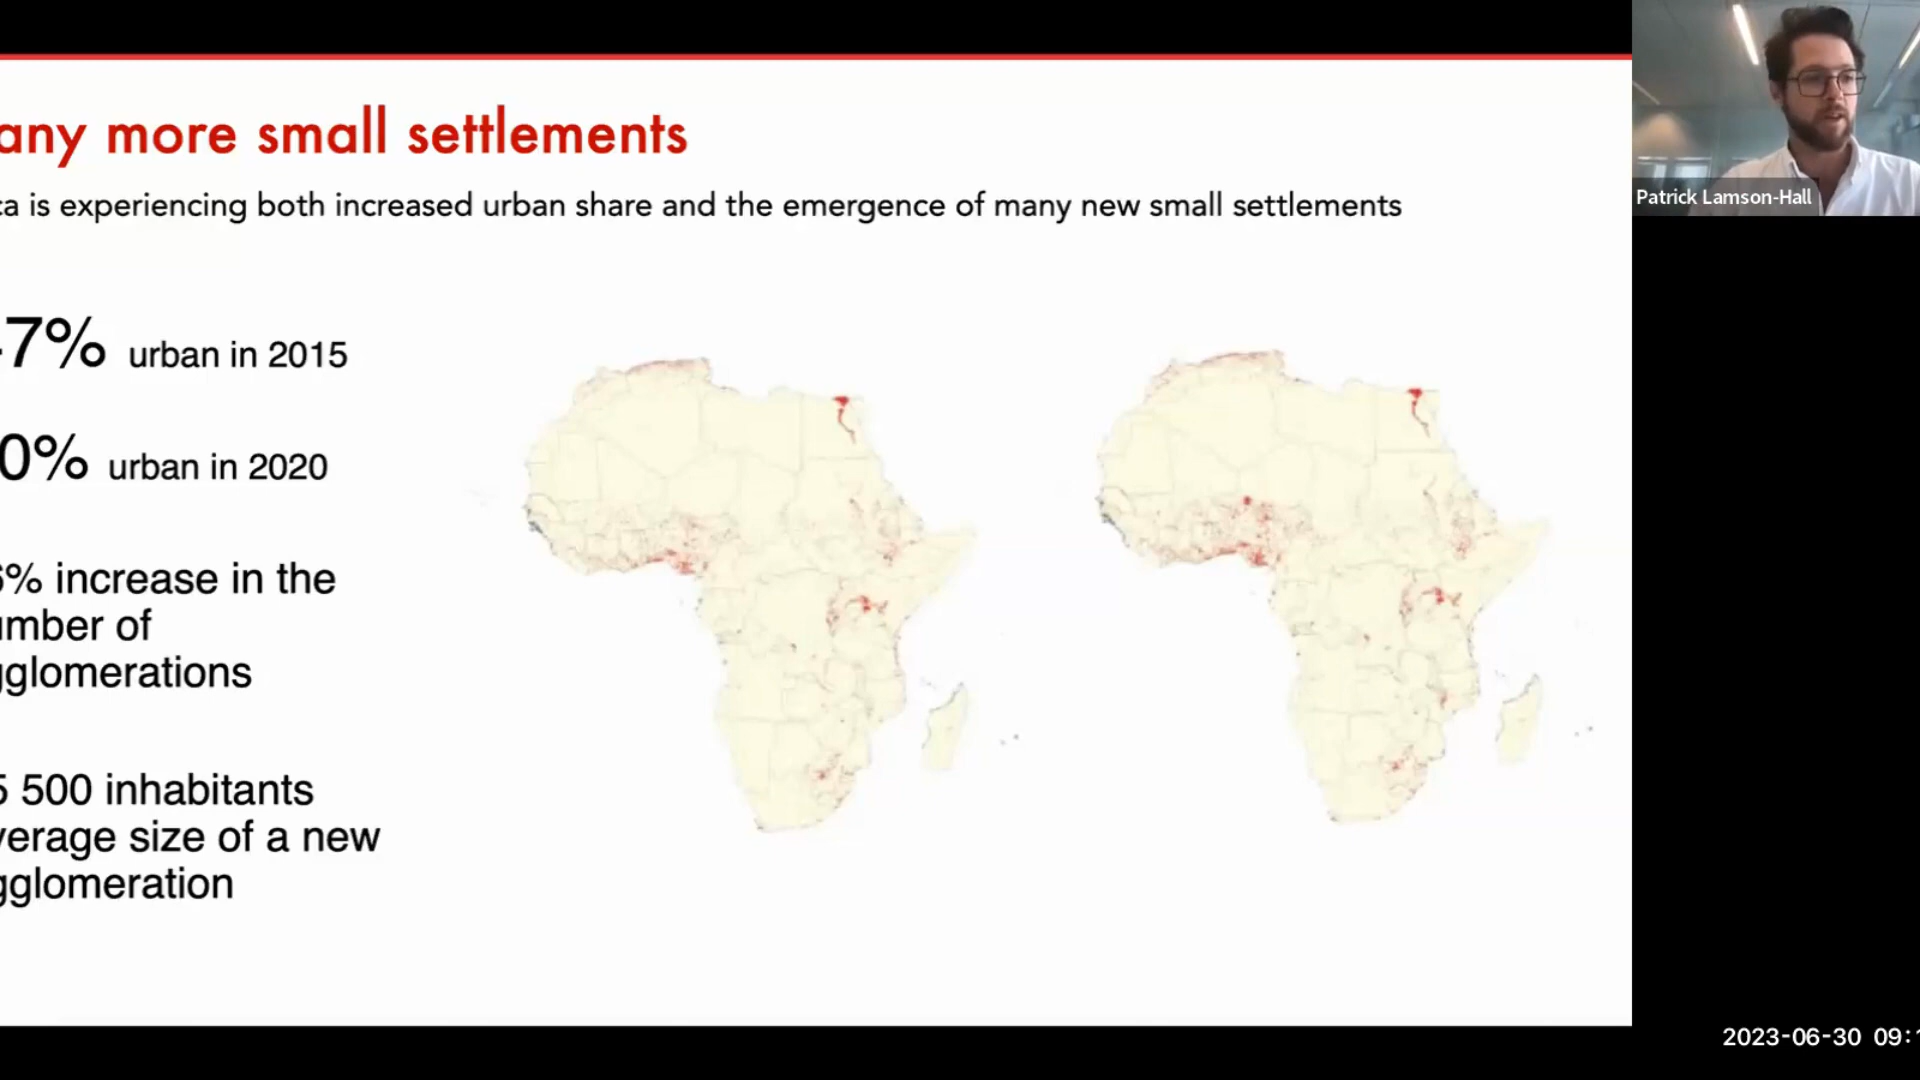 any more small settlements
ca is experiencing both increased urban share and the emergence of many new small settlements
7% urban in 2015
0% urban in 2020
6% increase in the
umber of
gglomerations
5 500 inhabitants
verage size of a new
gglomeration
Patrick Lamson-Hall
2023-06-30 09:1